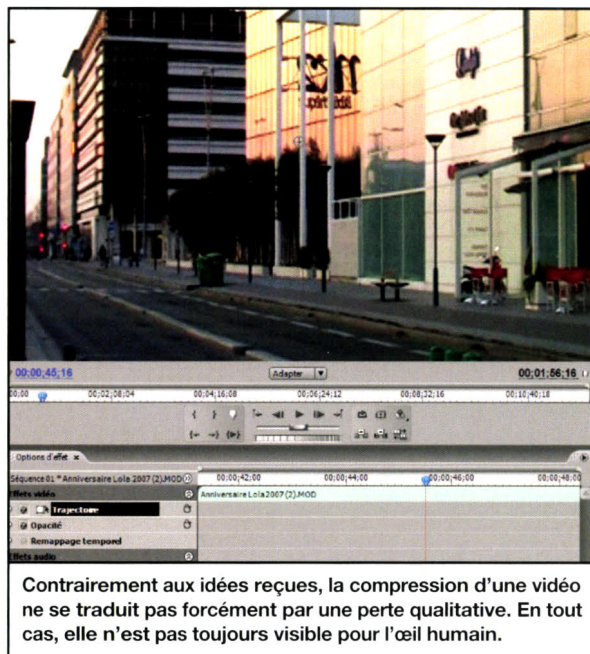 mk2
bibliothèque
00;00;45;16
Adapter
00;01;56;16
00;00
00;02;08;04
00;04;16;08
00;06;24;12
00;08;32;16
00;10;40;18
Options d'effet x
Séquence 01 * Anniversaire Lola 2007 (2).MOD
00;00;42;00
00;00;44;00
00;00;46;00
00;00;48;00
Effets vidéo
Anniversaire Lola 2007 (2).MOD
Trajectoire
Opacité
Remappage temporel
Effets audio
Contrairement aux idées reçues, la compression d'une vidéo
ne se traduit pas forcément par une perte qualitative. En tout
cas, elle n'est pas toujours visible pour l'œil humain.